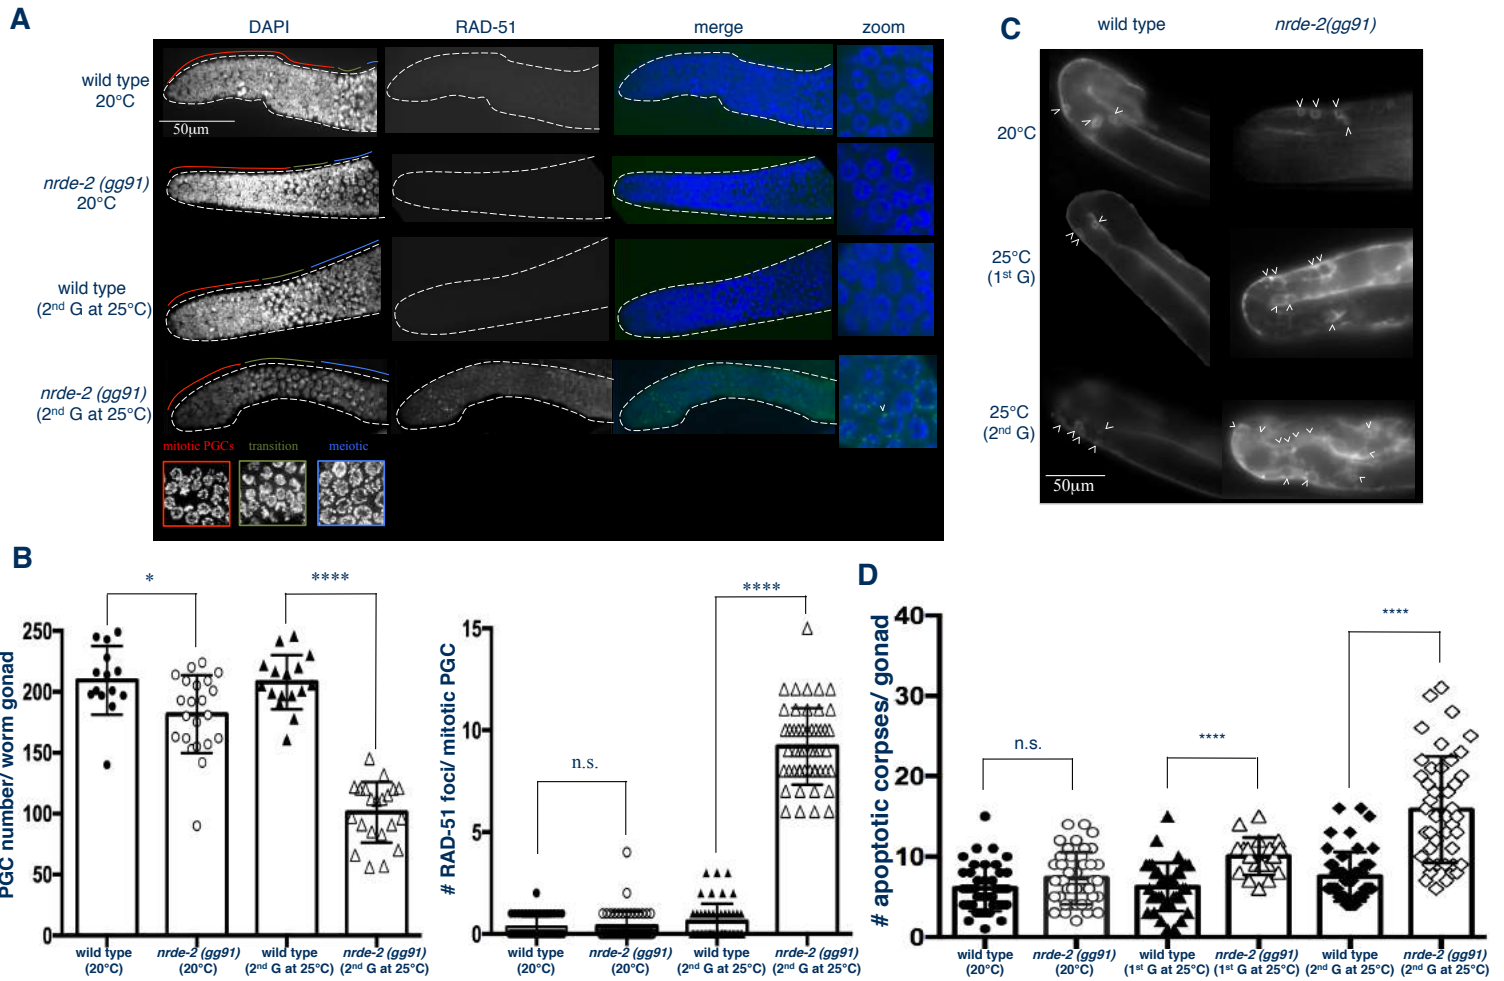 A
DAPI
RAD-51
merge
zoom
wild type
20°C
50μm
nrde-2 (gg91)
20°C
wild type
(2nd G at 25°C)
nrde-2 (gg91)
(2nd G at 25°C)
mitotic PGCs
transition
meiotic
C
wild type
nrde-2(gg91)
20°C
25°C
(1st G)
25°C
(2nd G)
50μm
B
PGC number/ worm gonad
250
200
150
100
50
0
*
****
wild type
(20°C)
nrde-2 (gg91)
(20°C)
wild type
(2nd G at 25°C)
nrde-2 (gg91)
(2nd G at 25°C)
# RAD-51 foci/ mitotic PGC
15
10
5
0
n.s.
****
wild type
(20°C)
nrde-2 (gg91)
(20°C)
wild type
(2nd G at 25°C)
nrde-2 (gg91)
(2nd G at 25°C)
D
# apoptotic corpses/ gonad
40
30
20
10
0
n.s.
****
****
wild type
(20°C)
nrde-2 (gg91)
(20°C)
wild type
(1st G at 25°C)
nrde-2 (gg91)
(1st G at 25°C)
wild type
(2nd G at 25°C)
nrde-2 (gg91)
(2nd G at 25°C)